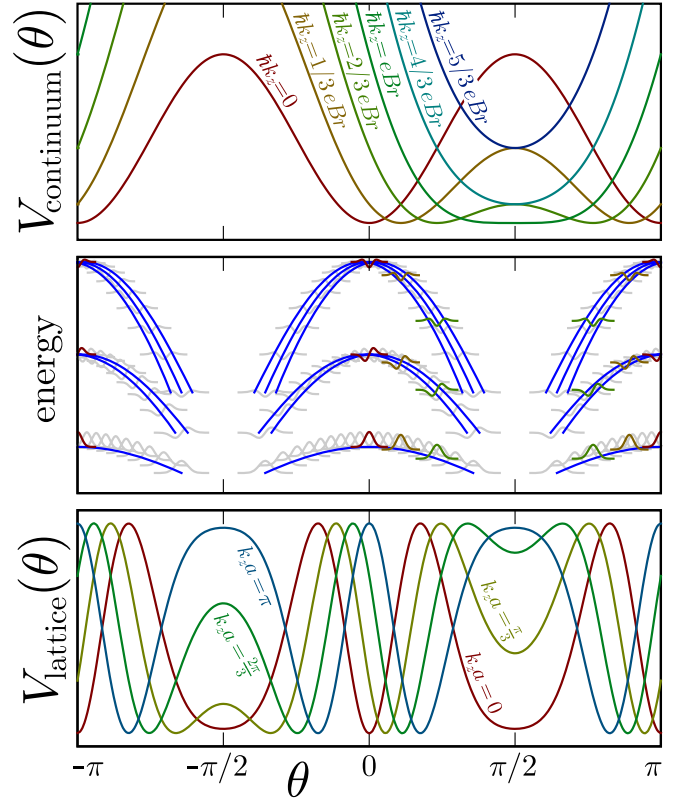 V_continuum(θ)
ħk_z=0
ħk_z=1/3eBr
ħk_z=2/3eBr
ħk_z=eBr
ħk_z=4/3eBr
ħk_z=5/3eBr
energy
V_lattice(θ)
k_z a=π
k_z a=2π/3
k_z a=π/3
k_z a=0
-π
-π/2
0
π/2
π
θ